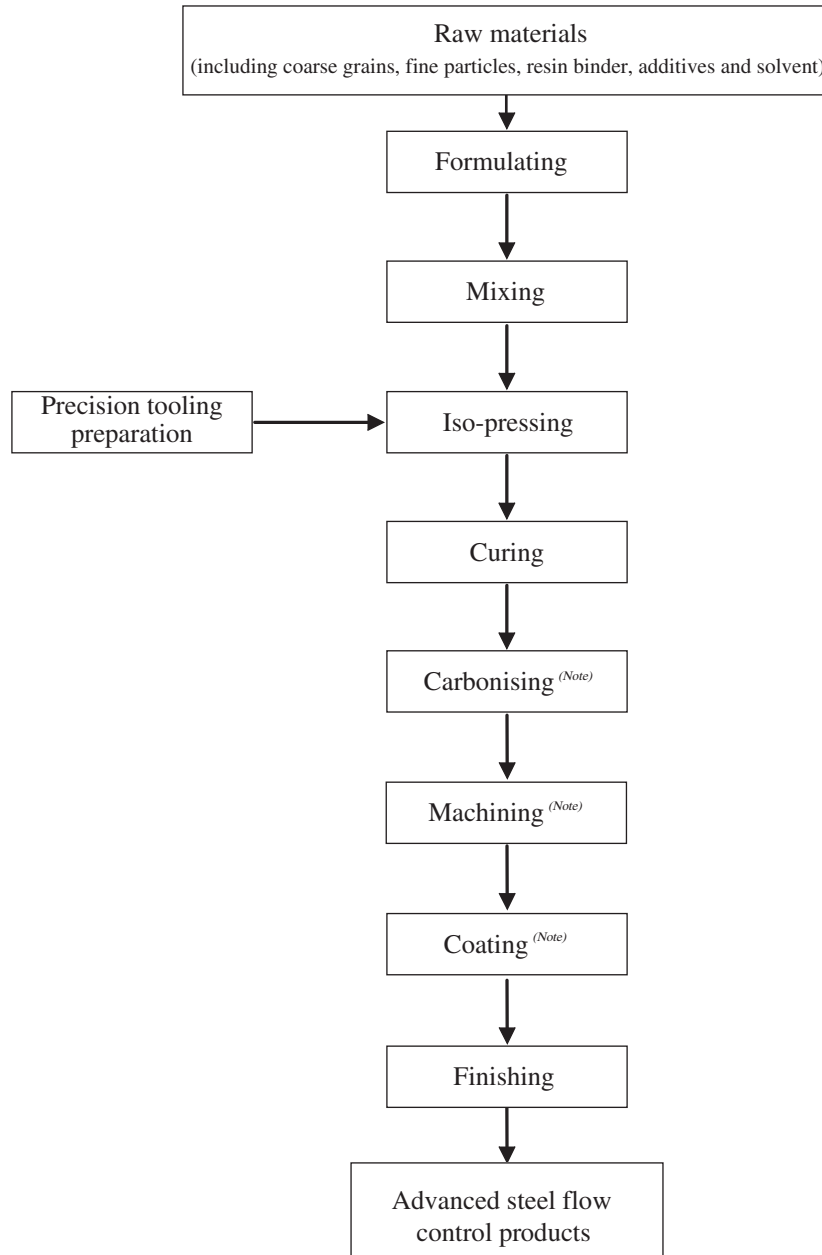 Raw materials
(including coarse grains, fine particles, resin binder, additives and solvent)
Formulating
Mixing
Precision tooling
preparation
Iso-pressing
Curing
Carbonising (Note)
Machining (Note)
Coating (Note)
Finishing
Advanced steel flow
control products